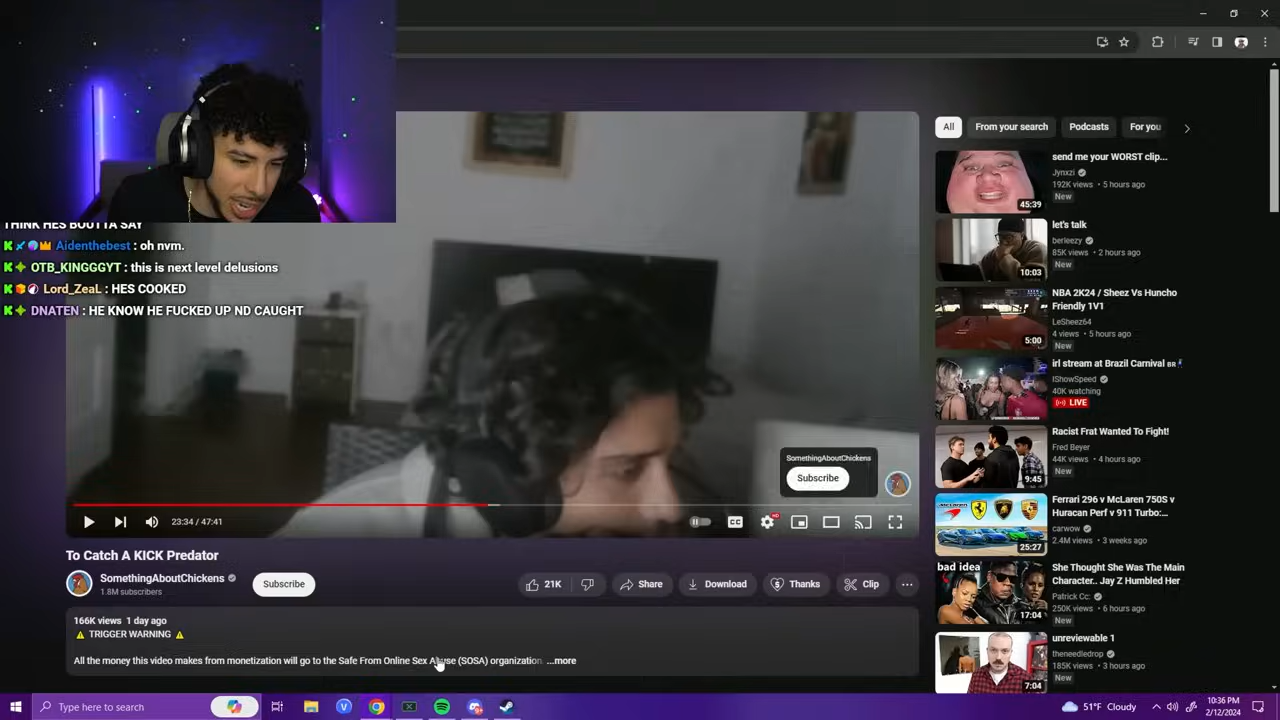 THINK HES BOUTTA SAY
Aidenthebest : oh nvm.
OTB_KINGGGYT : this is next level delusions
Lord_ZeaL : HES COOKED
DNATEN : HE KNOW HE FUCKED UP ND CAUGHT
SomethingAboutChickens
Subscribe
23:34 / 47:41
CC
HD
To Catch A KICK Predator
SomethingAboutChickens
1.8M subscribers
Subscribe
21K
Share
Download
Thanks
Clip
166K views 1 day ago
⚠ TRIGGER WARNING ⚠
All the money this video makes from monetization will go to the Safe From Online Sex Abuse (SOSA) organization. ...more
All
From your search
Podcasts
For you
send me your WORST clip...
Jynxzi
192K views • 5 hours ago
New
45:39
let's talk
berleezy
85K views • 2 hours ago
New
10:03
NBA 2K24 / Sheez Vs Huncho
Friendly 1V1
LeSheez64
4 views • 5 hours ago
New
5:00
irl stream at Brazil Carnival 🇧🇷
IShowSpeed
40K watching
LIVE
Racist Frat Wanted To Fight!
Fred Beyer
44K views • 4 hours ago
New
9:45
Ferrari 296 v McLaren 750S v
Huracan Perf v 911 Turbo:...
carwow
2.4M views • 3 weeks ago
25:27
bad idea
She Thought She Was The Main
Character.. Jay Z Humbled Her
Patrick Cc:
250K views • 6 hours ago
New
17:04
unreviewable 1
theneedledrop
185K views • 3 hours ago
New
7:04
Type here to search
51°F Cloudy
10:36 PM
2/12/2024